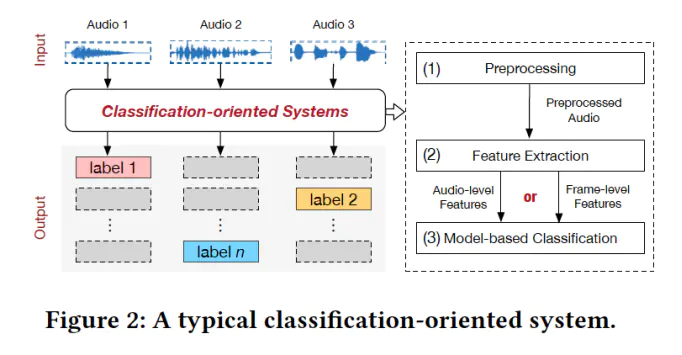 Audio 1
Audio 2
Audio 3
Input
Classification-oriented Systems
Output
label 1
label 2
⋮
⋮
⋮
label n
(1) Preprocessing
Preprocessed
Audio
(2) Feature Extraction
Audio-level
Features
or
Frame-level
Features
(3) Model-based Classification
Figure 2: A typical classification-oriented system.